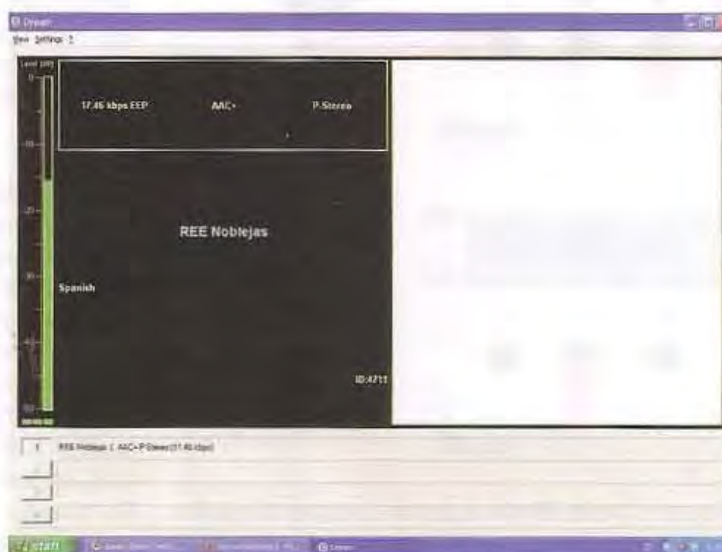 Dream
View Settings ?
Level [dB]
0
17.46 kbps EEP AAC+ P-Stereo
-10
-20
REE Noblejas
-30
Spanish
-40
ID:4711
1 REE Noblejas | AAC+ P-Stereo (17.46 kbps)
START
Dream